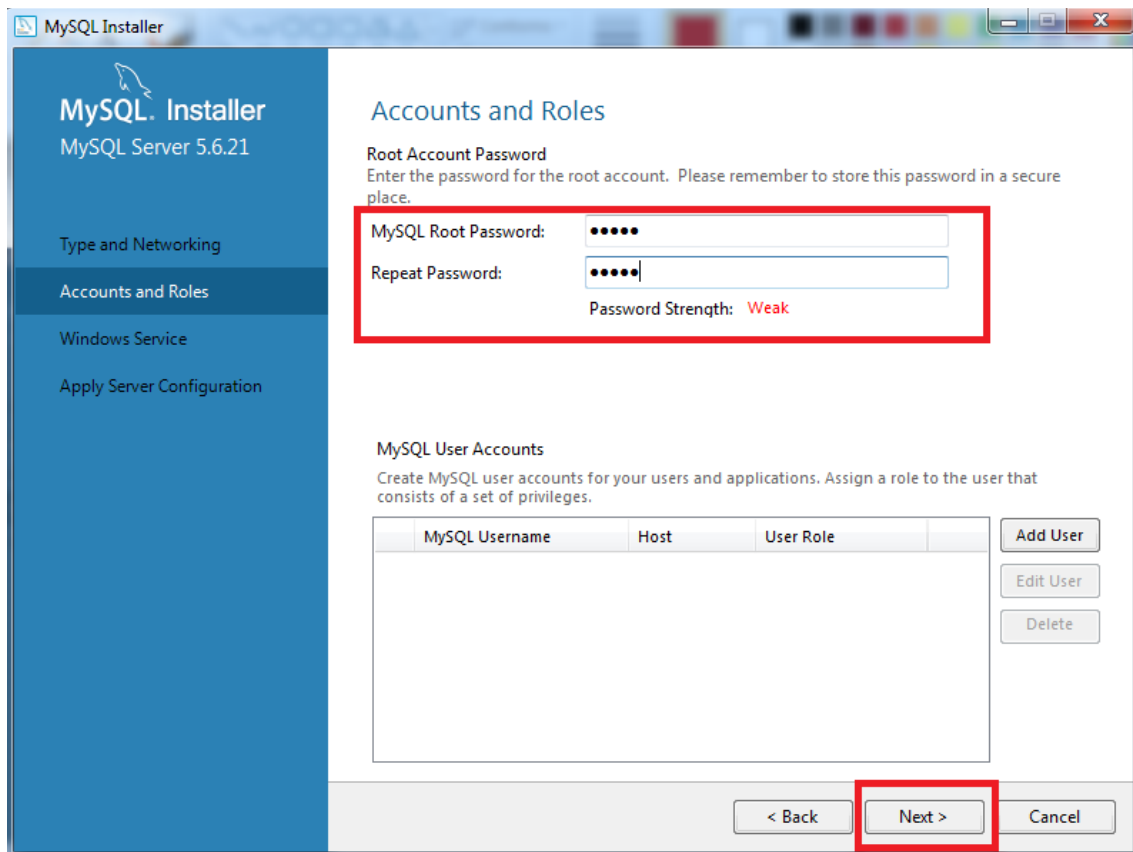 MySQL Installer
MySQL. Installer
MySQL Server 5.6.21
Type and Networking
Accounts and Roles
Windows Service
Apply Server Configuration
Accounts and Roles
Root Account Password
Enter the password for the root account. Please remember to store this password in a secure
place.
MySQL Root Password: •••••
Repeat Password: •••••
Password Strength: Weak
MySQL User Accounts
Create MySQL user accounts for your users and applications. Assign a role to the user that
consists of a set of privileges.
MySQL Username Host User Role
Add User
Edit User
Delete
< Back Next > Cancel